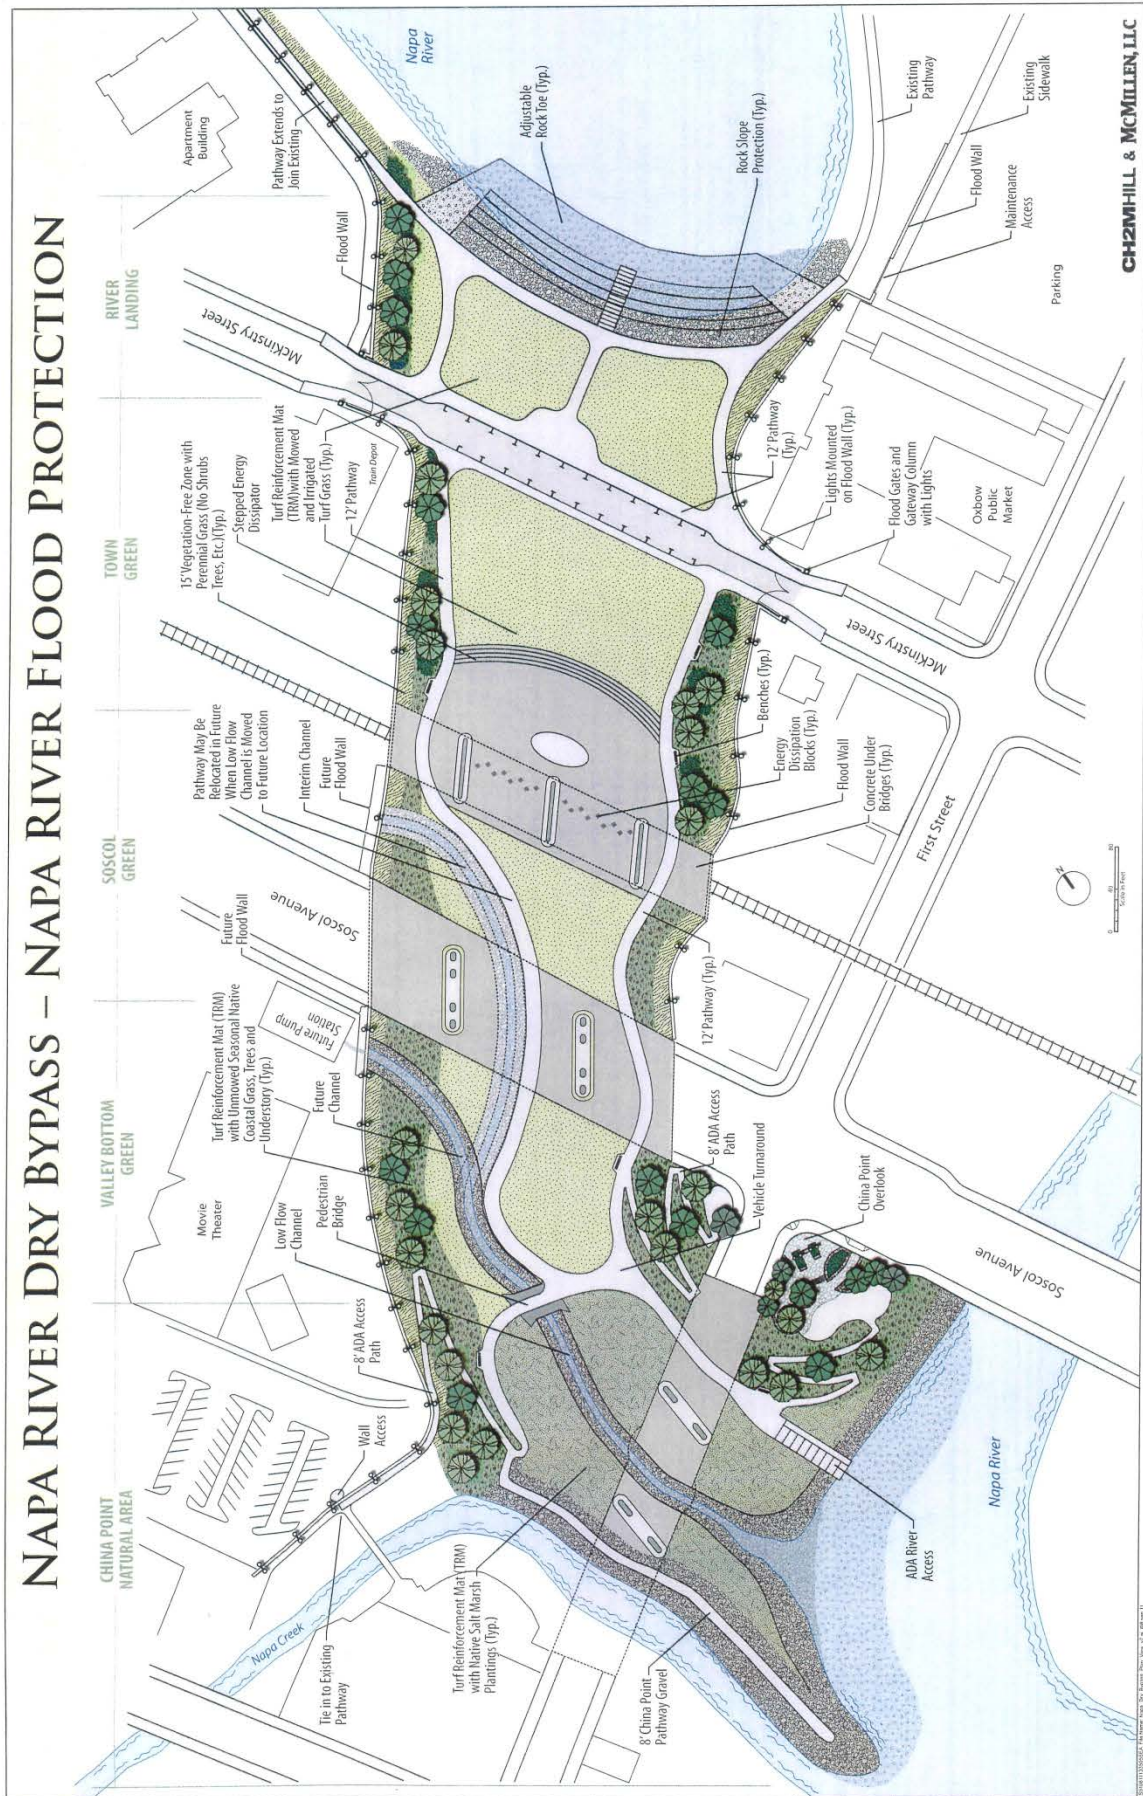 NAPA RIVER DRY BYPASS – NAPA RIVER FLOOD PROTECTION
CHINA POINT
NATURAL AREA
VALLEY BOTTOM
GREEN
SOSCOL
GREEN
TOWN
GREEN
RIVER
LANDING
Movie
Theater
Future Pump
Station
Turf Reinforcement Mat (TRM)
with Unmowed Seasonal Native
Coastal Grass, Trees and
Understory (Typ.)
Future
Channel
Low Flow
Channel
Pedestrian
Bridge
8' ADA Access
Path
Wall
Access
Napa Creek
Tie in to Existing
Pathway
Future
Flood Wall
Soscol Avenue
Pathway May Be
Relocated in Future
When Low Flow
Channel is Moved
to Future Location
Interim Channel
Future
Flood Wall
15' Vegetation-Free Zone with
Perennial Grass (No Shrubs
Trees, Etc.)(Typ.)
Stepped Energy
Dissipator
Turf Reinforcement Mat
(TRM) with Mowed
and Irrigated
Turf Grass (Typ.)
12' Pathway
Train Depot
McKinstry Street
Flood Wall
Apartment
Building
Pathway Extends to
Join Existing
Napa
River
Adjustable
Rock Toe (Typ.)
Rock Slope
Protection (Typ.)
Existing
Pathway
Existing
Sidewalk
Flood Wall
Maintenance
Access
Parking
12' Pathway
(Typ.)
Lights Mounted
on Flood Wall (Typ.)
Flood Gates and
Gateway Column
with Lights
Oxbow
Public
Market
McKinstry Street
Benches (Typ.)
Energy
Dissipation
Blocks (Typ.)
Flood Wall
Concrete Under
Bridges (Typ.)
First Street
12' Pathway (Typ.)
8' ADA Access
Path
Vehicle Turnaround
China Point
Overlook
Soscol Avenue
Napa River
ADA River
Access
Turf Reinforcement Mat (TRM)
with Native Salt Marsh
Plantings (Typ.)
8' China Point
Pathway Gravel
N
0 80
Scale in Feet
CH2MHILL & MCMILLEN, LLC